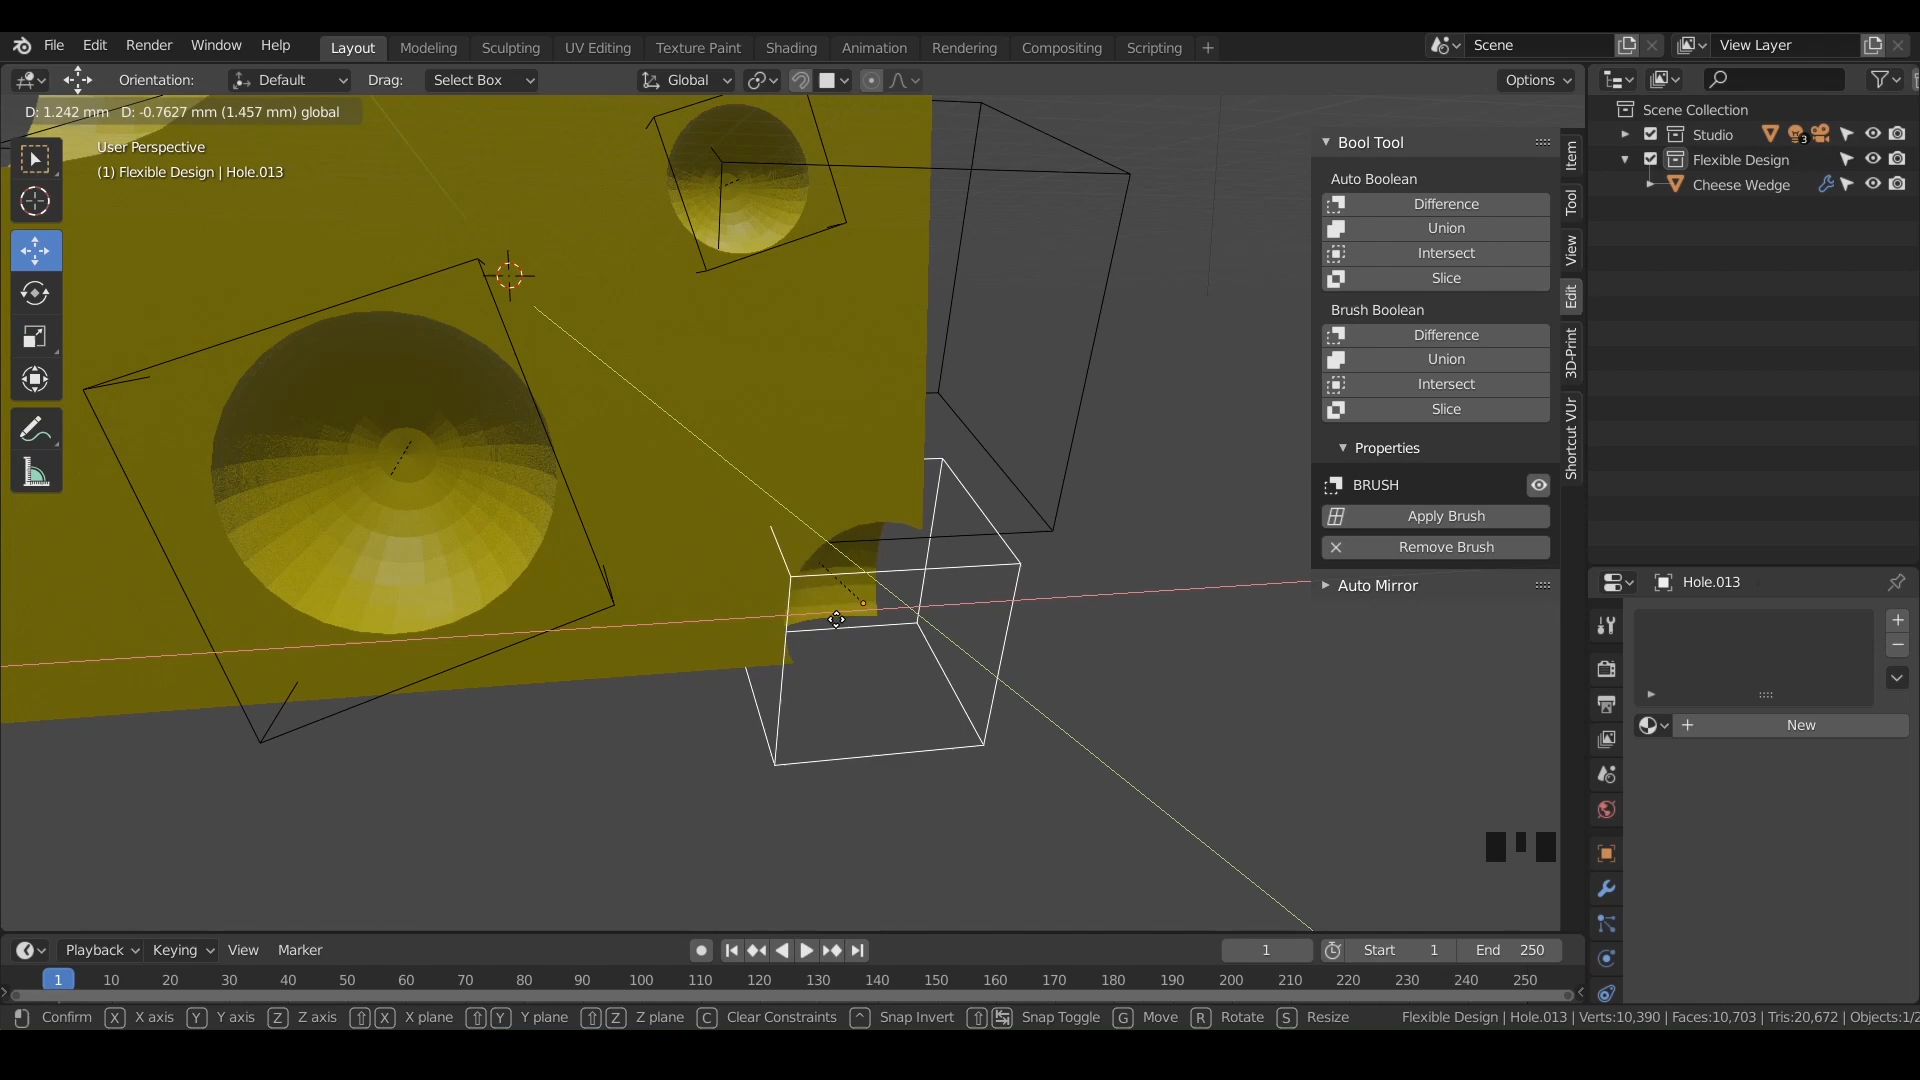 File Edit Render Window Help Layout Modeling Sculpting UV Editing Texture Paint Shading Animation Rendering Compositing Scripting + Scene View Layer
Orientation: Default Drag: Select Box Global Options
D: 1.242 mm D: -0.7627 mm (1.457 mm) global
User Perspective
(1) Flexible Design | Hole.013
Bool Tool
Auto Boolean
Difference
Union
Intersect
Slice
Brush Boolean
Difference
Union
Intersect
Slice
Properties
BRUSH
Apply Brush
Remove Brush
Auto Mirror
Item
Tool
View
Edit
3D-Print
Shortcut VUr
Scene Collection
Studio 3
Flexible Design
Cheese Wedge
Hole.013
New
Playback Keying View Marker 1 Start 1 End 250
1 10 20 30 40 50 60 70 80 90 100 110 120 130 140 150 160 170 180 190 200 210 220 230 240 250
Confirm X X axis Y Y axis Z Z axis X X plane Y Y plane Z Z plane C Clear Constraints Snap Invert Snap Toggle G Move R Rotate S Resize Flexible Design | Hole.013 | Verts:10,390 | Faces:10,703 | Tris:20,672 | Objects:1/2